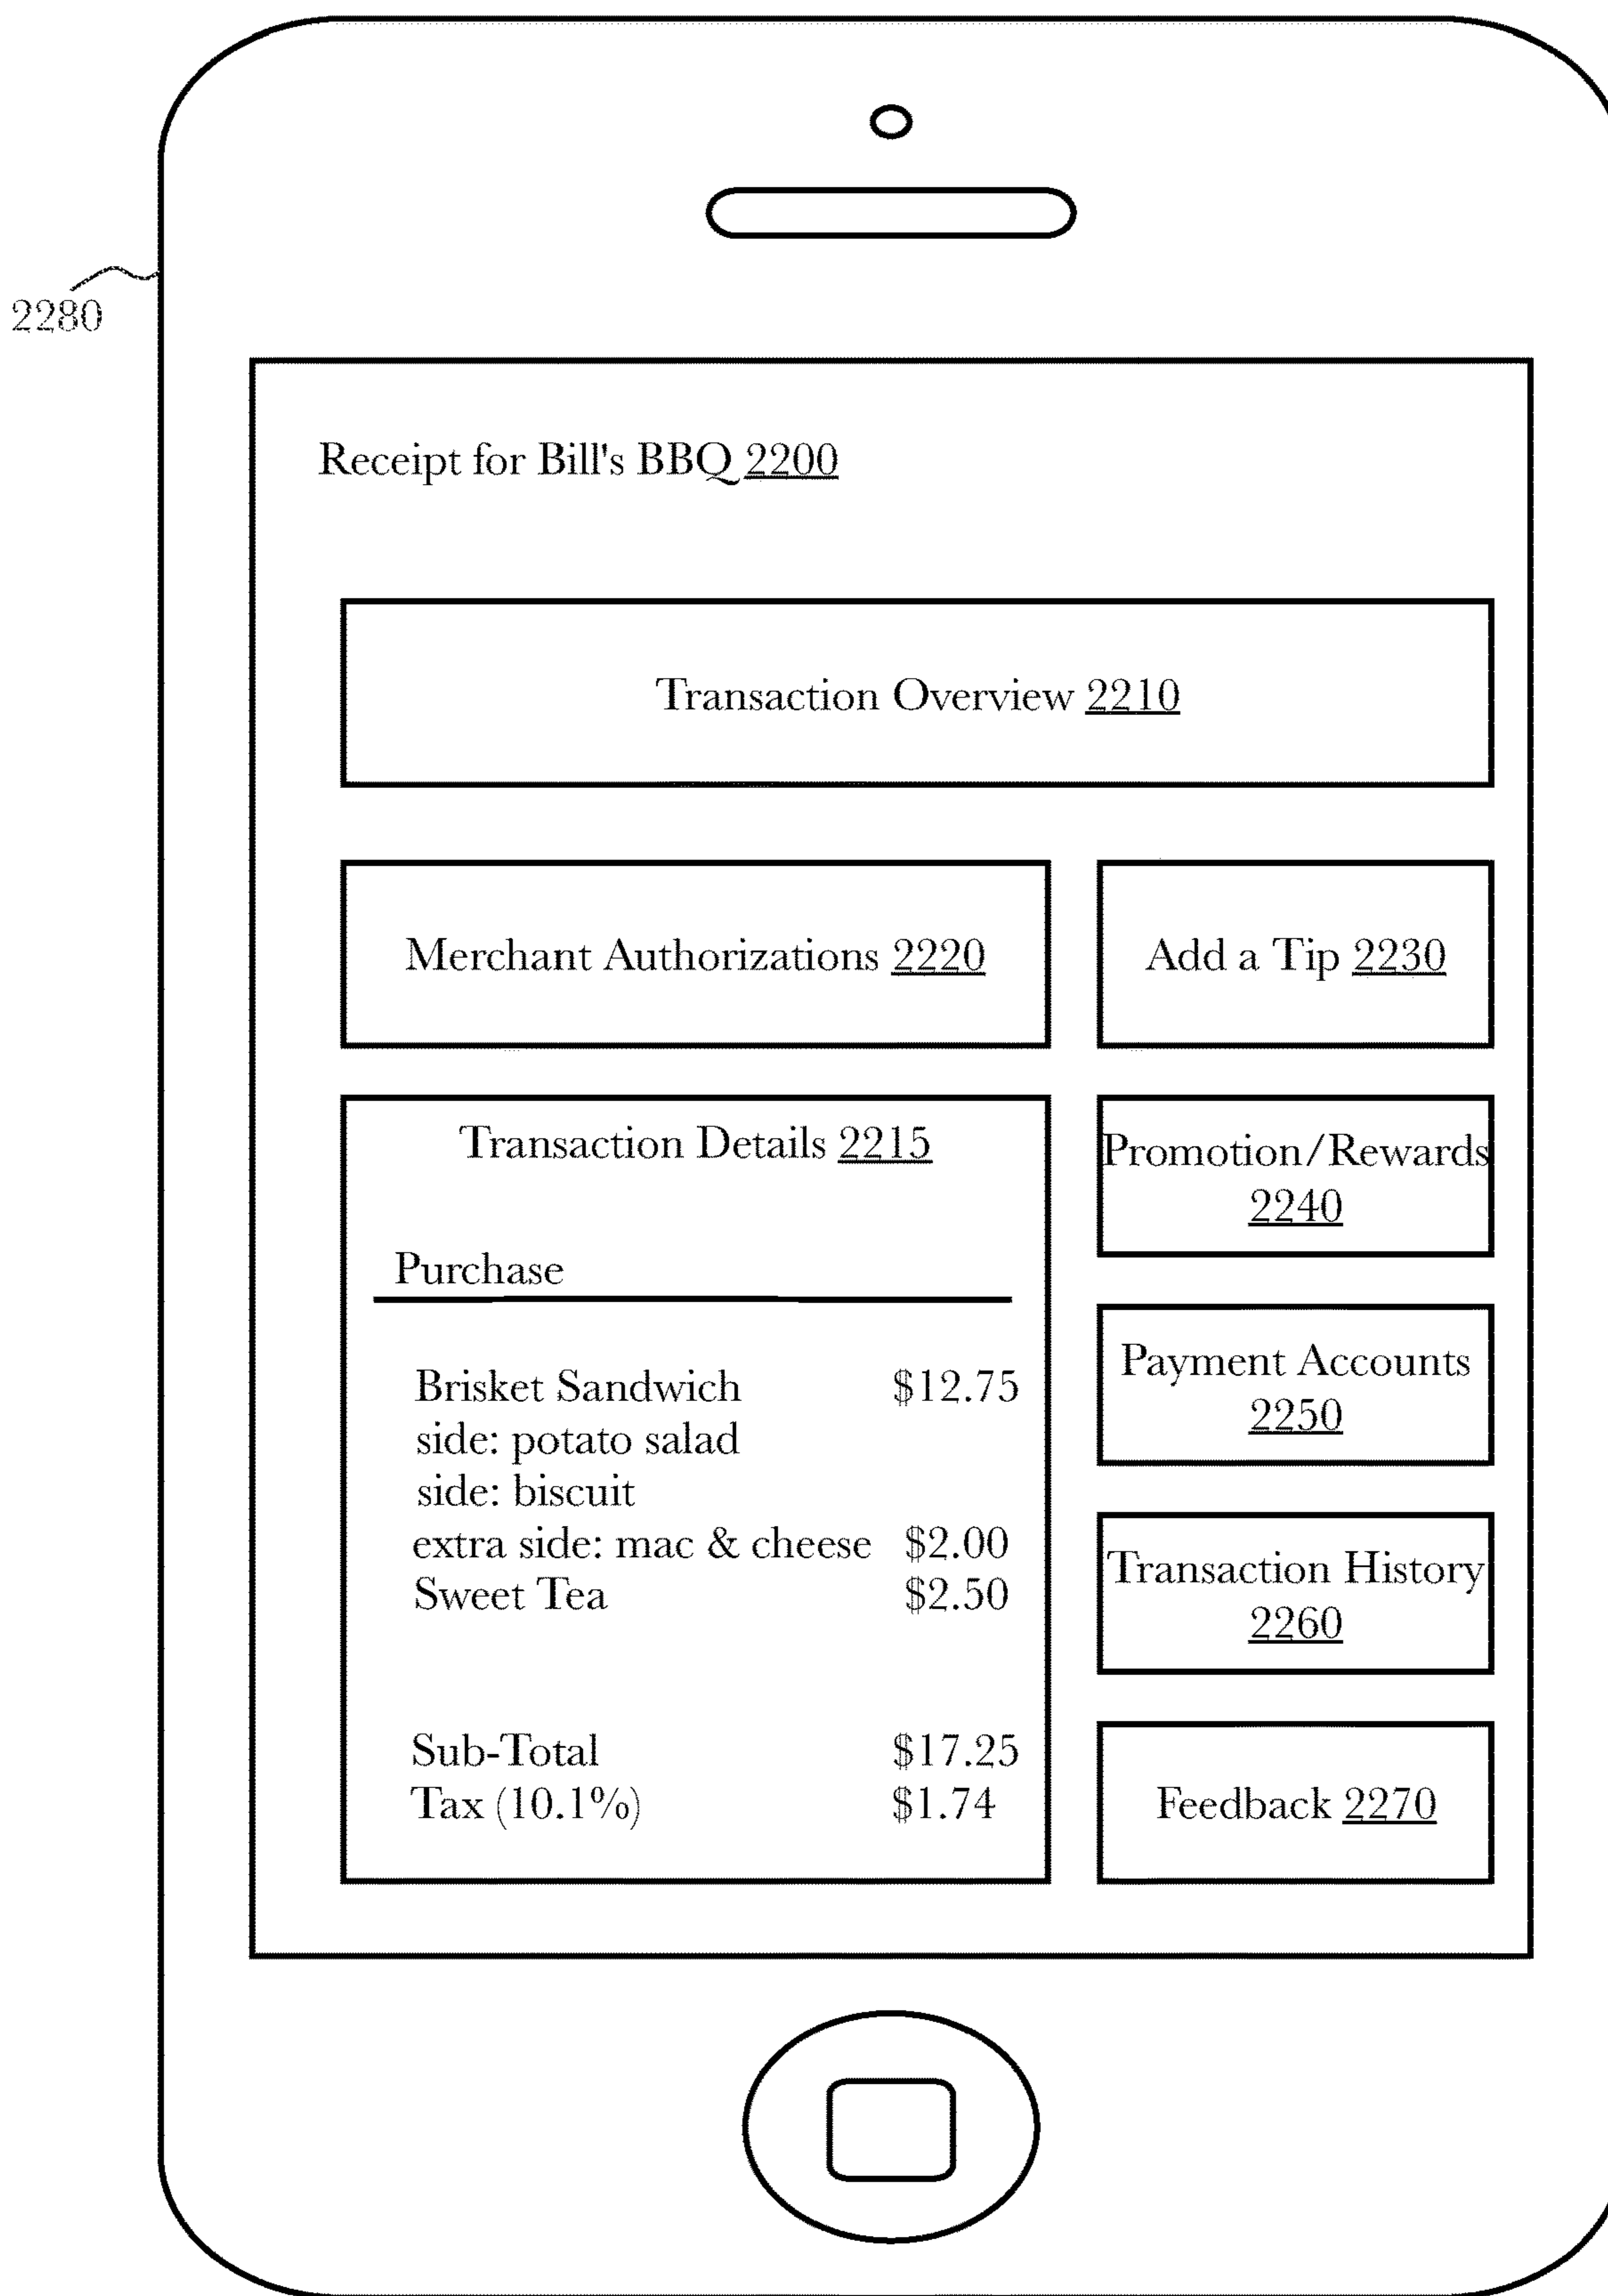 2280
Receipt for Bill's BBQ 2200
Transaction Overview 2210
Merchant Authorizations 2220
Add a Tip 2230
Transaction Details 2215
Purchase
Brisket Sandwich $12.75
side: potato salad
side: biscuit
extra side: mac & cheese $2.00
Sweet Tea $2.50
Sub-Total $17.25
Tax (10.1%) $1.74
Promotion/Rewards
2240
Payment Accounts
2250
Transaction History
2260
Feedback 2270